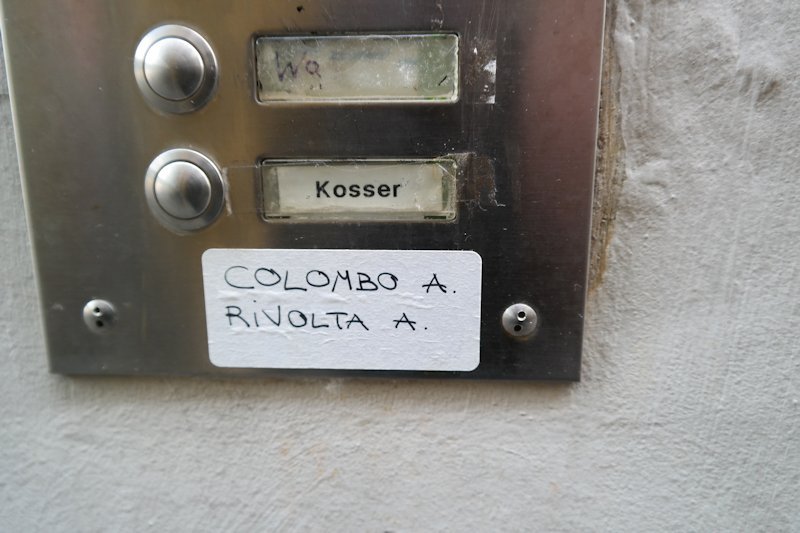 Kosser
COLOMBO A.
RiVOLTA A.